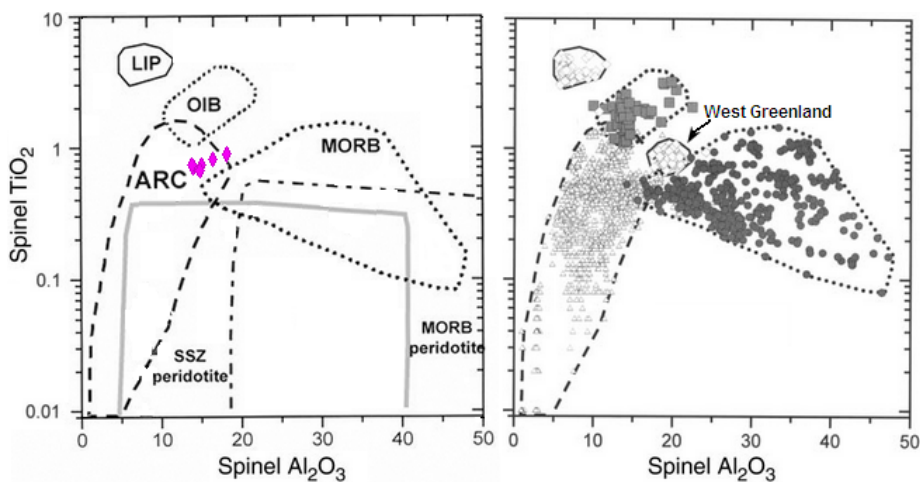 10
1
0.1
0.01
Spinel TiO2
LIP
OIB
MORB
ARC
SSZ
peridotite
MORB
peridotite
0
10
20
30
40
50
Spinel Al2O3
West Greenland
0
10
20
30
40
50
Spinel Al2O3